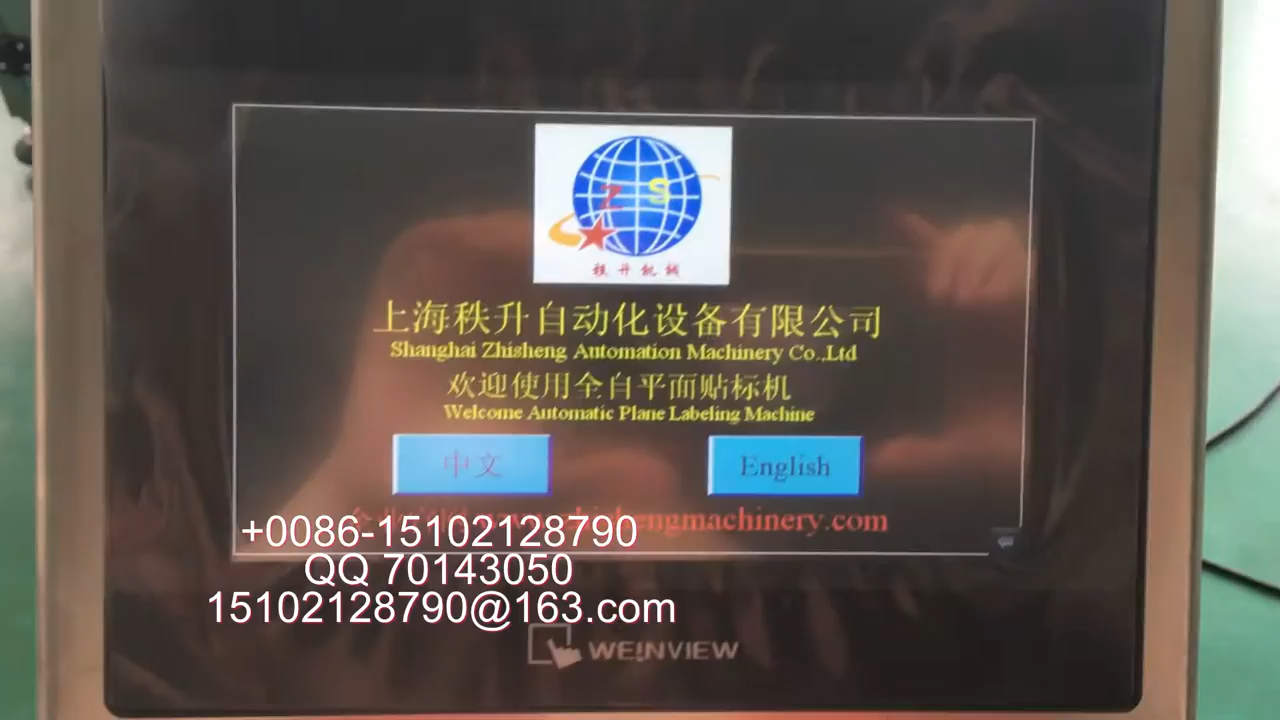 Z S
秩升机械
上海秩升自动化设备有限公司
Shanghai Zhisheng Automation Machinery Co.,Ltd
欢迎使用全自平面贴标机
Welcome Automatic Plane Labeling Machine
中文
English
zhishengmachinery.com
+0086-15102128790
QQ 70143050
15102128790@163.com
WEINVIEW